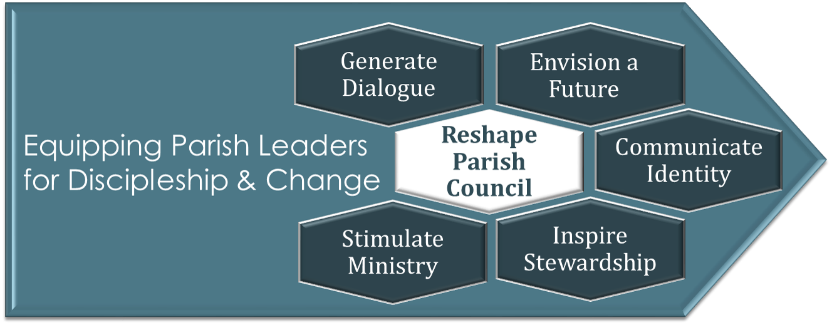 Equipping Parish Leaders
for Discipleship & Change
Generate
Dialogue
Envision a
Future
Reshape
Parish
Council
Communicate
Identity
Stimulate
Ministry
Inspire
Stewardship